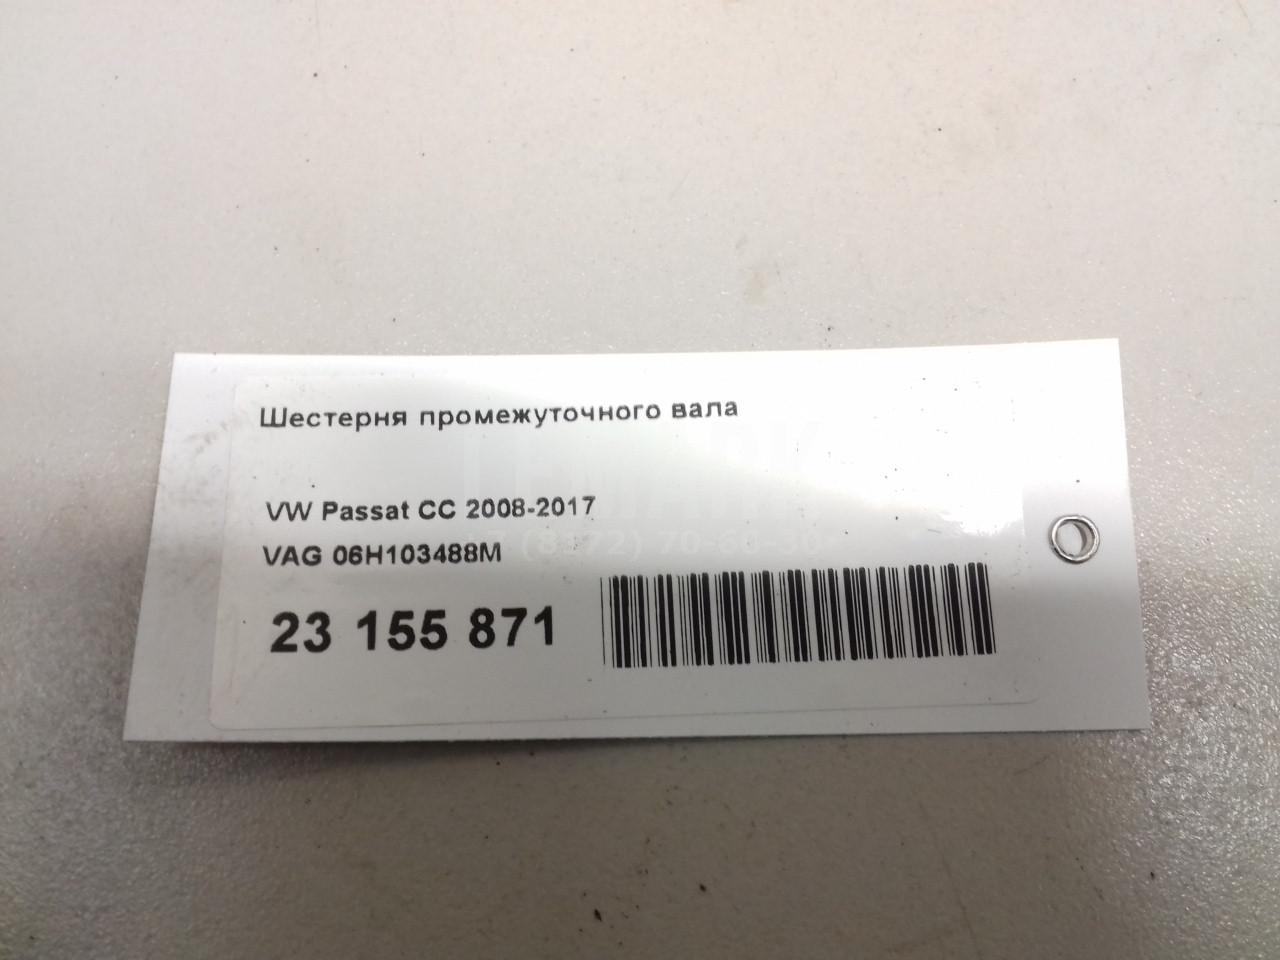 Шестерня промежуточного вала
VW Passat CC 2008-2017
VAG 06H103488M
23 155 871